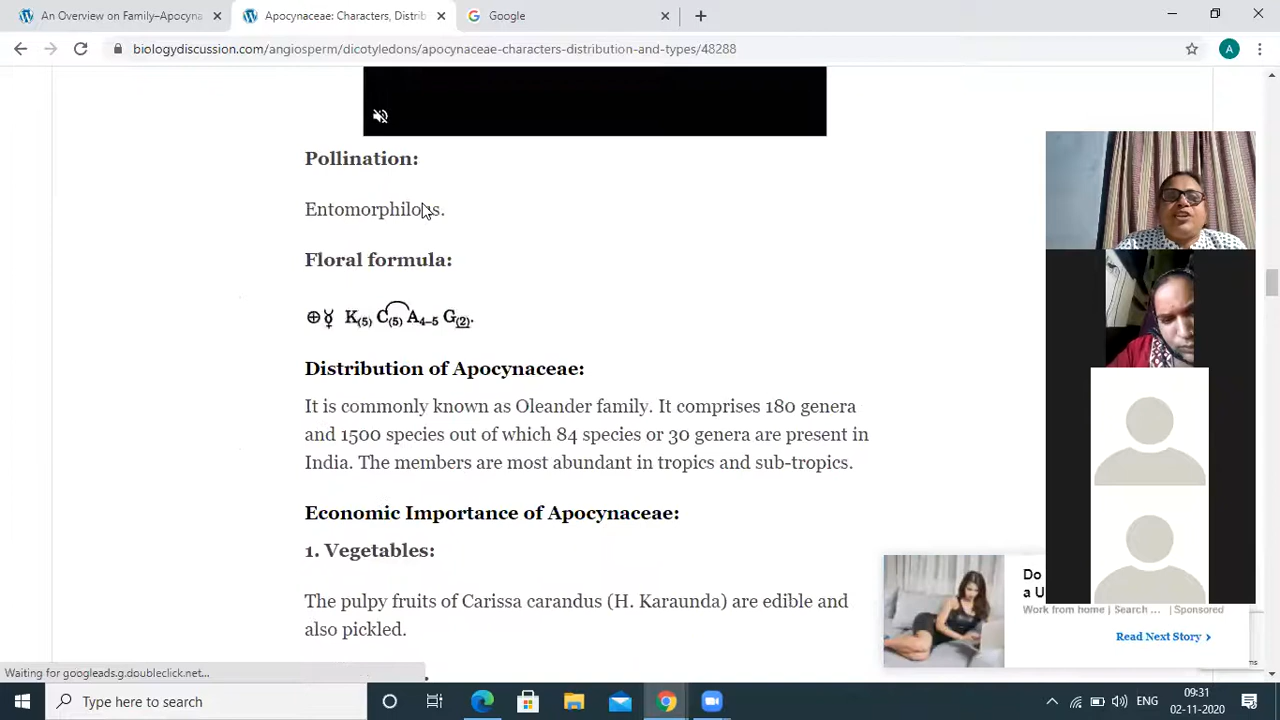 An Overview on Family–Apocyna
Apocynaceae: Characters, Distrib
Google
biologydiscussion.com/angiosperm/dicotyledons/apocynaceae-characters-distribution-and-types/48288
A
Pollination:
Entomorphilous.
Floral formula:
⊕ ⚥ K(5) C(5) A4–5 G(2).
Distribution of Apocynaceae:
It is commonly known as Oleander family. It comprises 180 genera
and 1500 species out of which 84 species or 30 genera are present in
India. The members are most abundant in tropics and sub-tropics.
Economic Importance of Apocynaceae:
1. Vegetables:
The pulpy fruits of Carissa carandus (H. Karaunda) are edible and
also pickled.
Do
a U
Work from home | Search ... | Sponsored
Read Next Story
Waiting for googleads.g.doubleclick.net...
Type here to search
ENG
09:31
02-11-2020